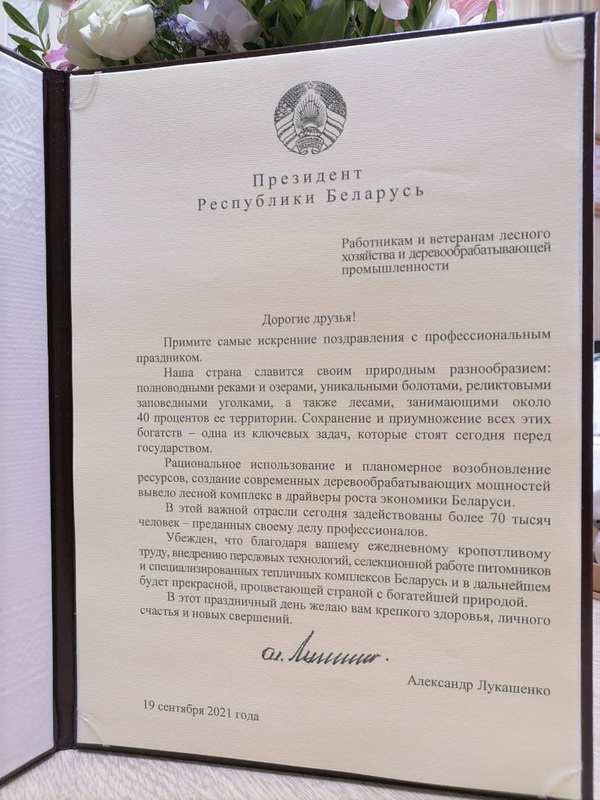 Президент
Республики Беларусь
Работникам и ветеранам лесного
хозяйства и деревообрабатывающей
промышленности
Дорогие друзья!
Примите самые искренние поздравления с профессиональным
праздником.
Наша страна славится своим природным разнообразием:
полноводными реками и озерами, уникальными болотами, реликтовыми
заповедными уголками, а также лесами, занимающими около
40 процентов ее территории. Сохранение и приумножение всех этих
богатств – одна из ключевых задач, которые стоят сегодня перед
государством.
Рациональное использование и планомерное возобновление
ресурсов, создание современных деревообрабатывающих мощностей
вывело лесной комплекс в драйверы роста экономики Беларуси.
В этой важной отрасли сегодня задействованы более 70 тысяч
человек – преданных своему делу профессионалов.
Убежден, что благодаря вашему ежедневному кропотливому
труду, внедрению передовых технологий, селекционной работе питомников
и специализированных тепличных комплексов Беларусь и в дальнейшем
будет прекрасной, процветающей страной с богатейшей природой.
В этот праздничный день желаю вам крепкого здоровья, личного
счастья и новых свершений.
Александр Лукашенко
19 сентября 2021 года